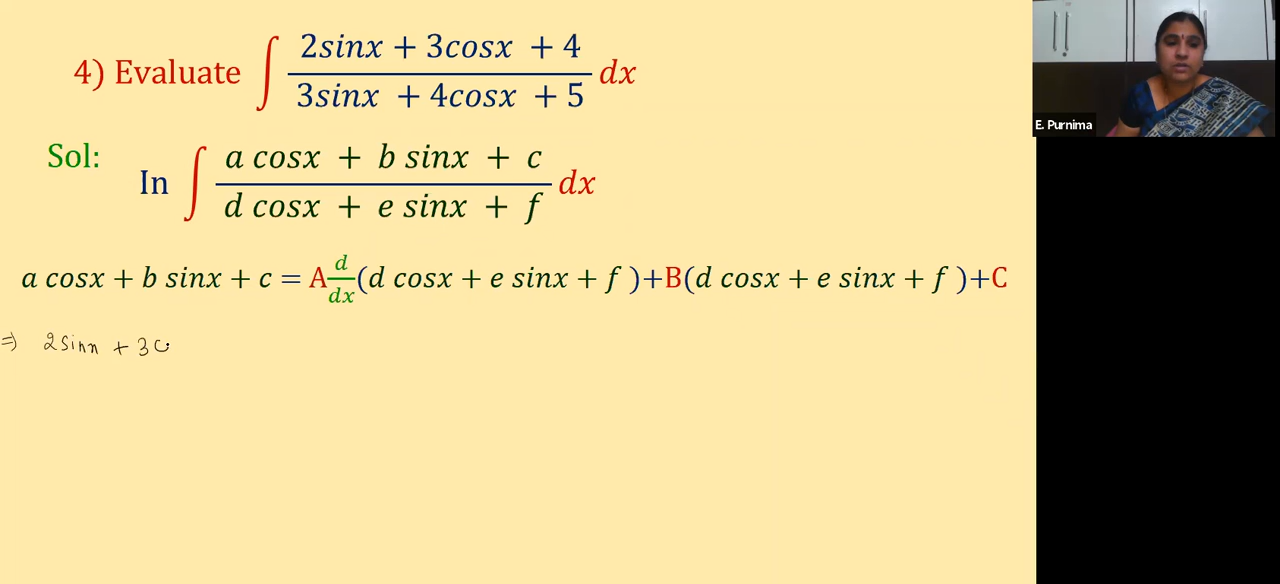 4) Evaluate ∫ (2sinx + 3cosx + 4)/(3sinx + 4cosx + 5) dx
E. Purnima
Sol: In ∫ (a cosx + b sinx + c)/(d cosx + e sinx + f) dx
a cosx + b sinx + c = A d/dx (d cosx + e sinx + f )+B(d cosx + e sinx + f )+C
⇒ 2sinx + 3c